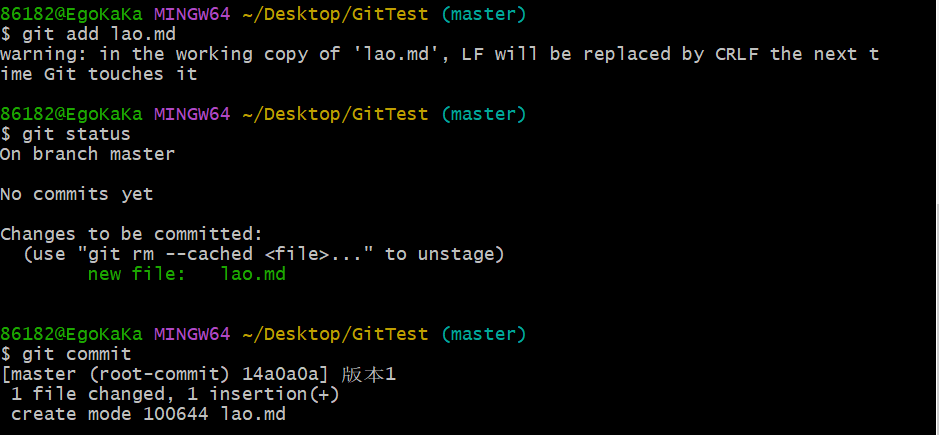 86182@EgoKaKa MINGW64 ~/Desktop/GitTest (master)
$ git add lao.md
warning: in the working copy of 'lao.md', LF will be replaced by CRLF the next t
ime Git touches it
86182@EgoKaKa MINGW64 ~/Desktop/GitTest (master)
$ git status
On branch master
No commits yet
Changes to be committed:
  (use "git rm --cached <file>..." to unstage)
        new file:   lao.md
86182@EgoKaKa MINGW64 ~/Desktop/GitTest (master)
$ git commit
[master (root-commit) 14a0a0a] 版本1
 1 file changed, 1 insertion(+)
 create mode 100644 lao.md